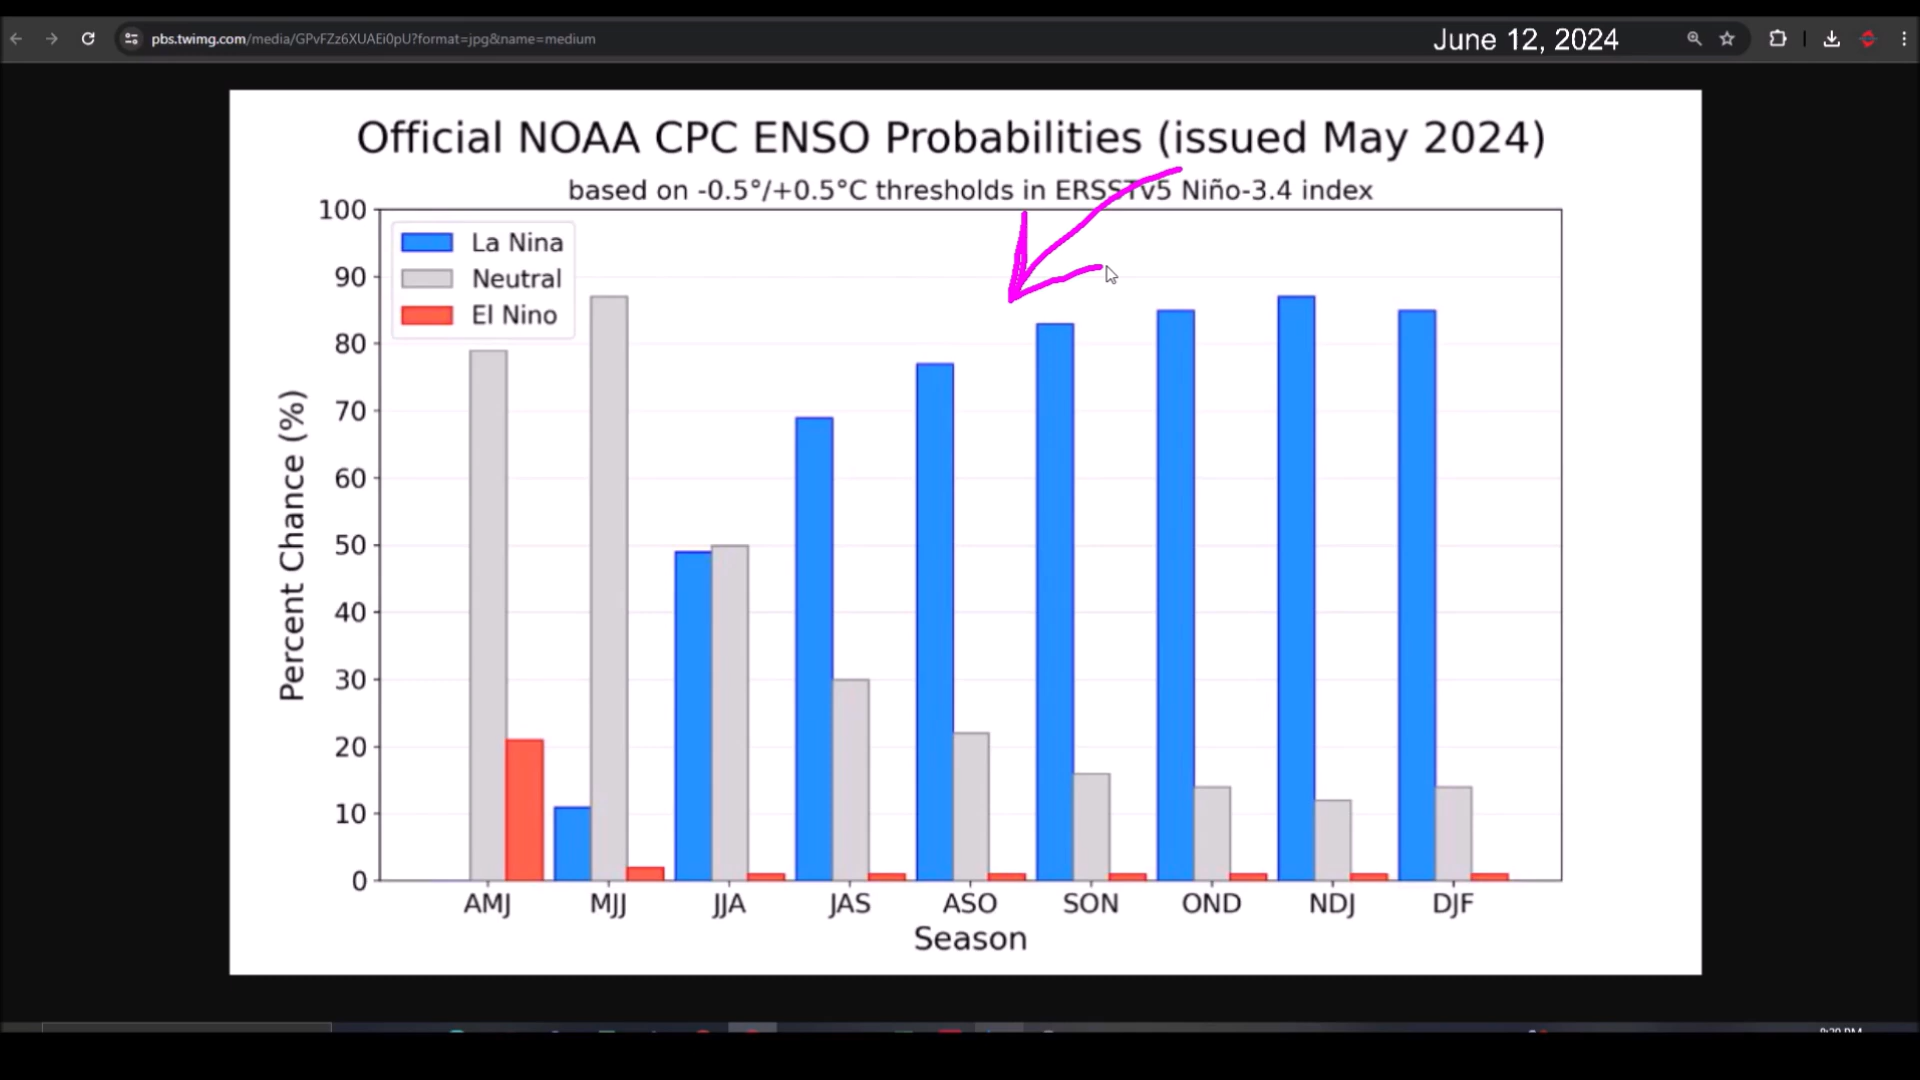 pbs.twimg.com/media/GPvFZz6XUAEi0pU?format=jpg&name=medium
June 12, 2024
Official NOAA CPC ENSO Probabilities (issued May 2024)
based on -0.5°/+0.5°C thresholds in ERSSTv5 Niño-3.4 index
La Nina
Neutral
El Nino
Percent Chance (%)
100
90
80
70
60
50
40
30
20
10
0
AMJ MJJ JJA JAS ASO SON OND NDJ DJF
Season